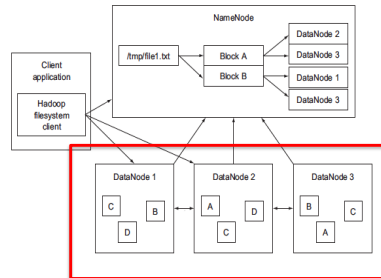 NameNode
Client
application
Hadoop
filesystem
client
/tmp/file1.txt
Block A
Block B
DataNode 2
DataNode 3
DataNode 1
DataNode 3
DataNode 1
C
B
D
DataNode 2
A
D
C
DataNode 3
B
C
A